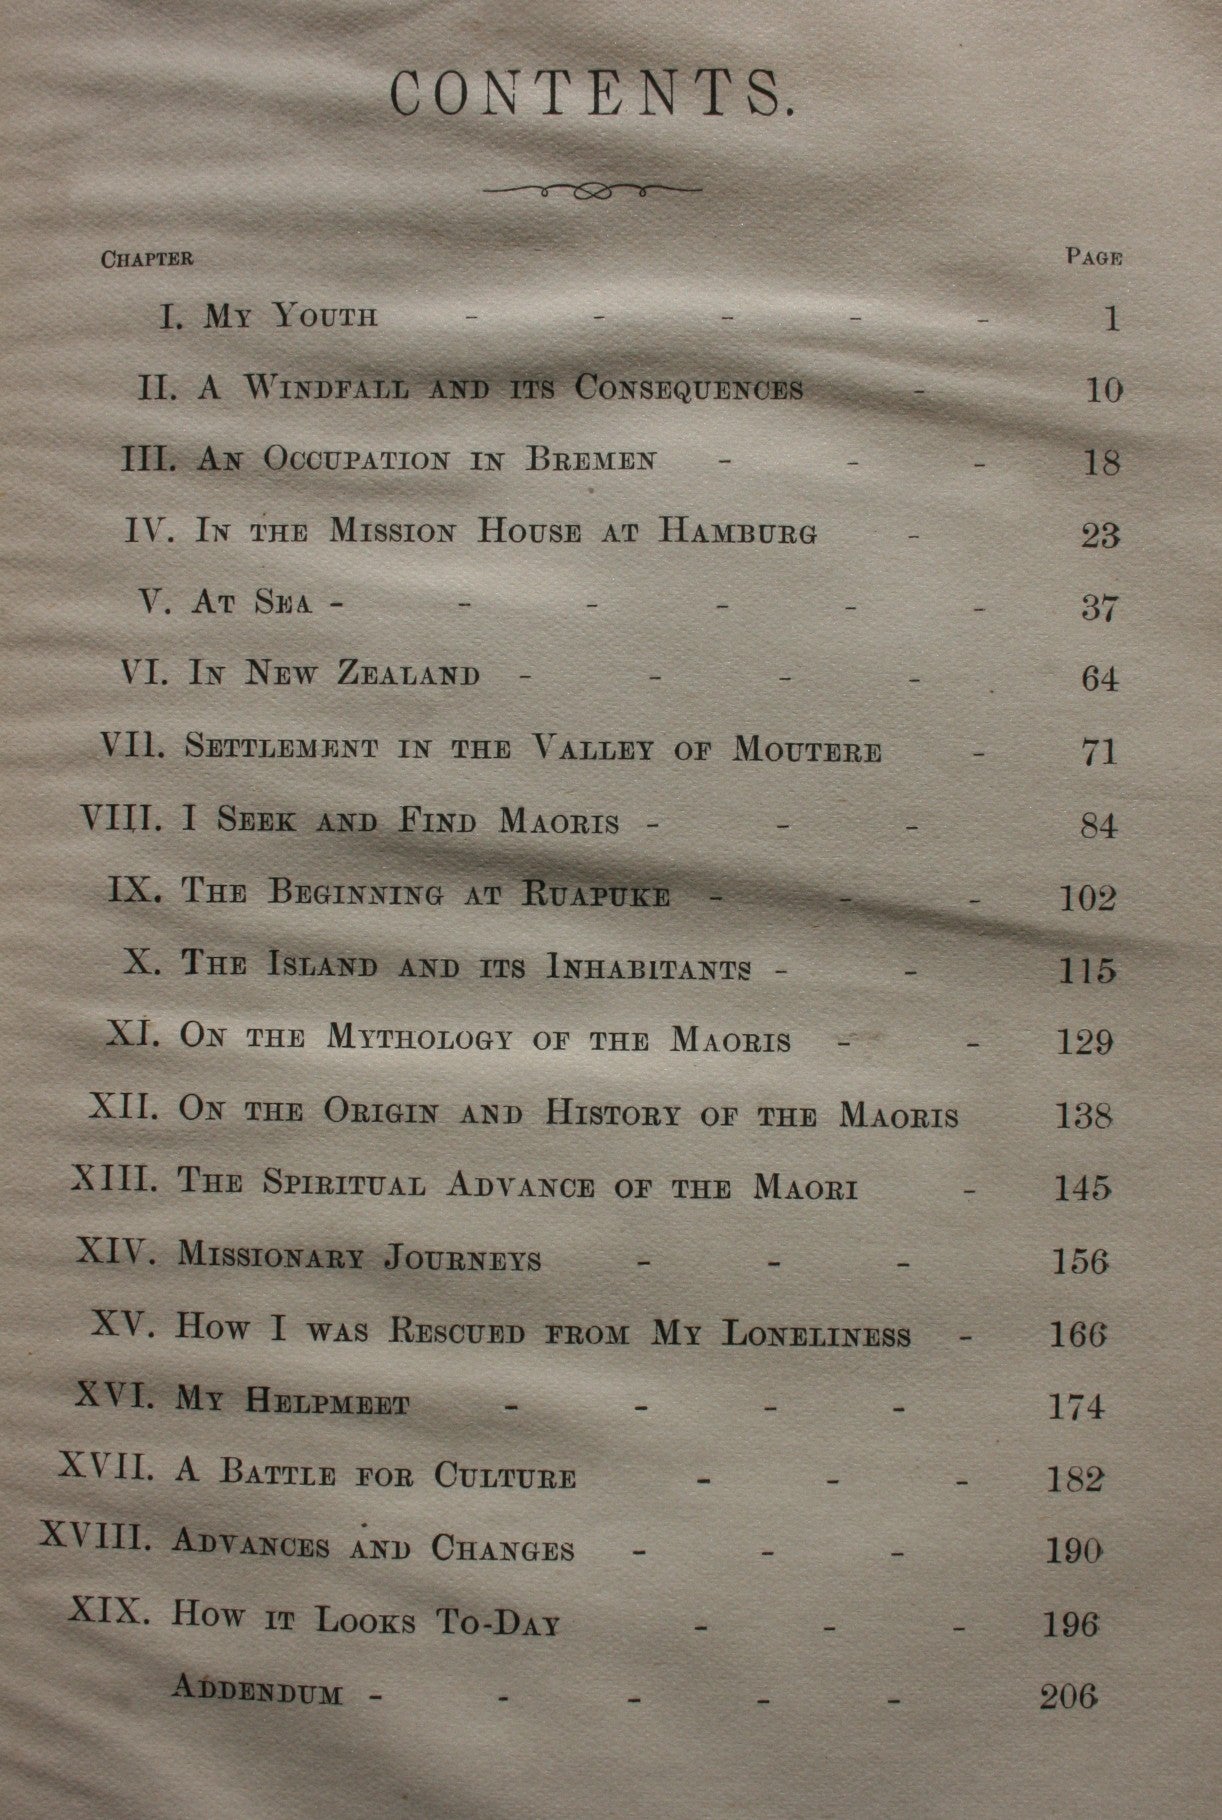 CONTENTS.
CHAPTER PAGE
I. MY YOUTH - - - - - 1
II. A WINDFALL AND ITS CONSEQUENCES - 10
III. AN OCCUPATION IN BREMEN - - - 18
IV. IN THE MISSION HOUSE AT HAMBURG - 23
V. AT SEA - - - - - - 37
VI. IN NEW ZEALAND - - - - 64
VII. SETTLEMENT IN THE VALLEY OF MOUTERE - 71
VIII. I SEEK AND FIND MAORIS - - - 84
IX. THE BEGINNING AT RUAPUKE - - - 102
X. THE ISLAND AND ITS INHABITANTS - - 115
XI. ON THE MYTHOLOGY OF THE MAORIS - - 129
XII. ON THE ORIGIN AND HISTORY OF THE MAORIS 138
XIII. THE SPIRITUAL ADVANCE OF THE MAORI - 145
XIV. MISSIONARY JOURNEYS - - - 156
XV. HOW I WAS RESCUED FROM MY LONELINESS - 166
XVI. MY HELPMEET - - - - 174
XVII. A BATTLE FOR CULTURE - - - 182
XVIII. ADVANCES AND CHANGES - - - 190
XIX. HOW IT LOOKS TO-DAY - - - 196
ADDENDUM - - - - - 206